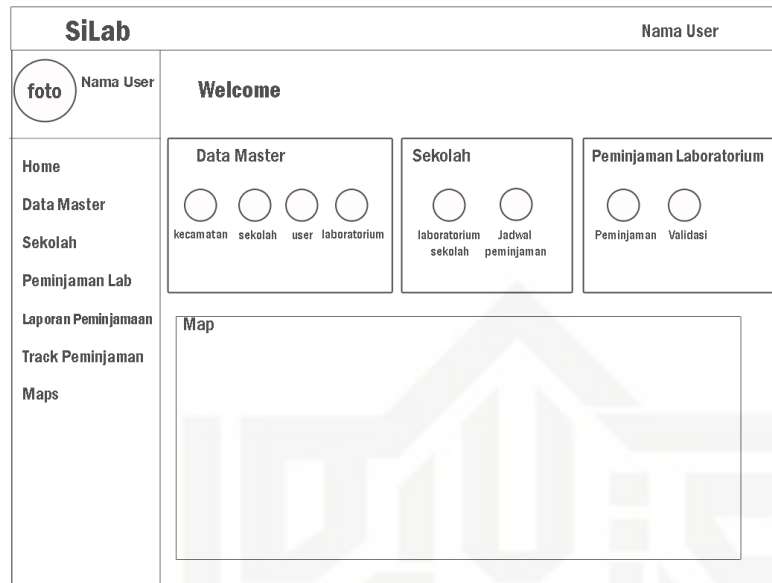 SiLab
Nama User
foto
Nama User
Welcome
Home
Data Master
Sekolah
Peminjaman Lab
Laporan Peminjamaan
Track Peminjaman
Maps
Data Master
kecamatan sekolah user laboratorium
Sekolah
laboratorium
sekolah
Jadwal
peminjaman
Peminjaman Laboratorium
Peminjaman Validasi
Map